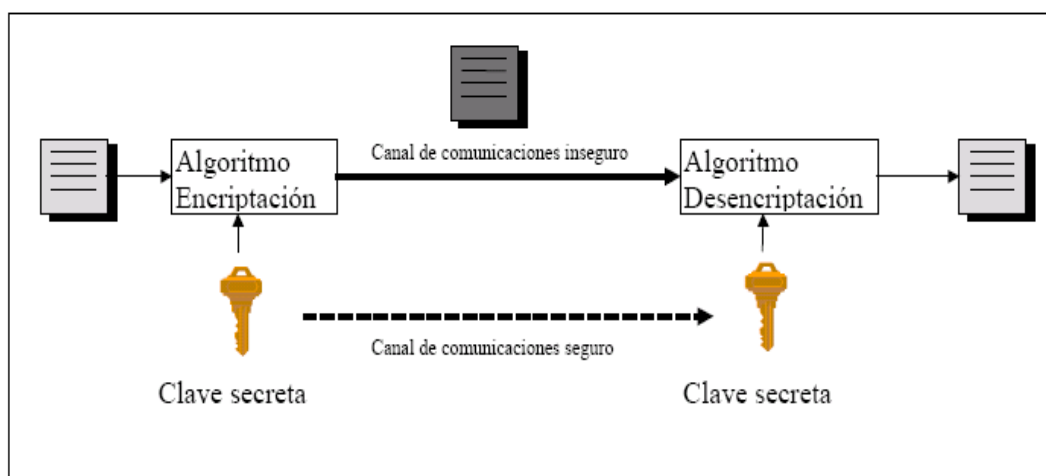 Canal de comunicaciones inseguro
Algoritmo
Encriptación
Algoritmo
Desencriptación
Canal de comunicaciones seguro
Clave secreta
Clave secreta